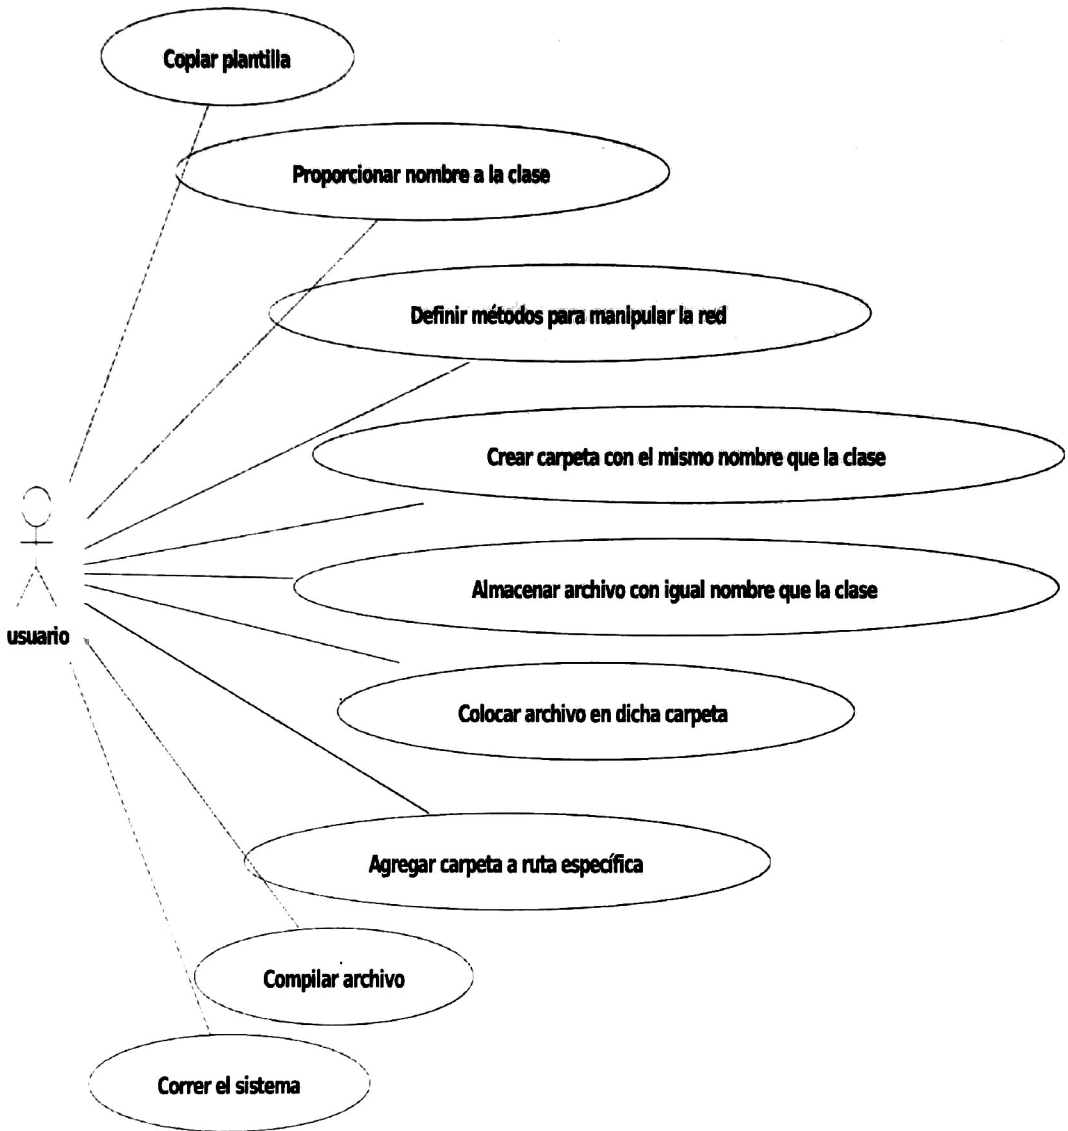 Copiar plantilla
Proporcionar nombre a la clase
Definir métodos para manipular la red
Crear carpeta con el mismo nombre que la clase
Almacenar archivo con igual nombre que la clase
usuario
Colocar archivo en dicha carpeta
Agregar carpeta a ruta específica
Compilar archivo
Correr el sistema